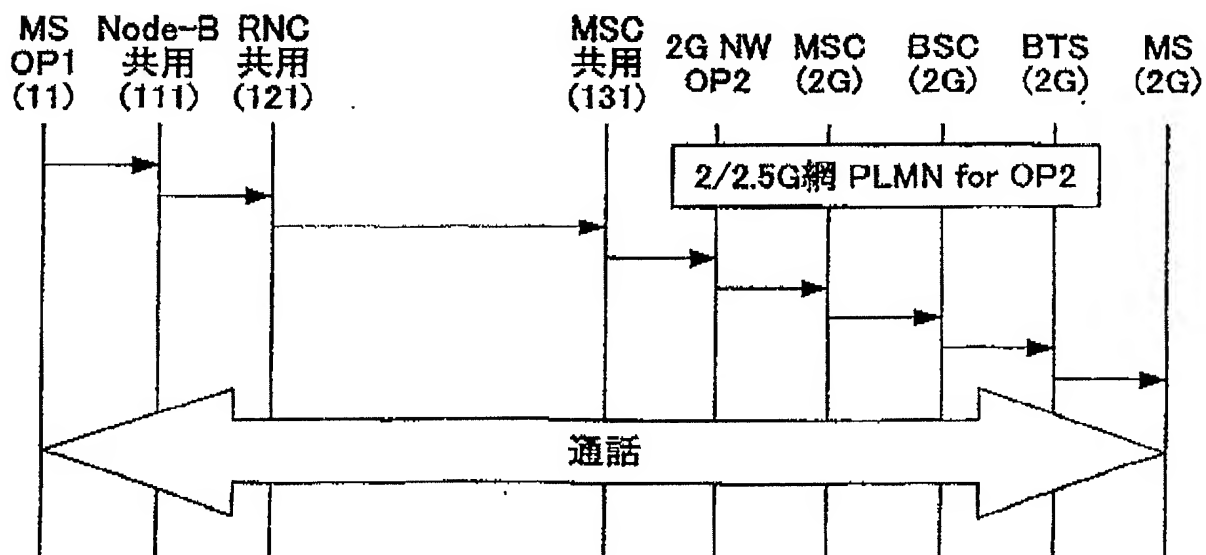 MS
OP1
(11)
Node-B
共用
(111)
RNC
共用
(121)
MSC
共用
(131)
2G NW
OP2
MSC
(2G)
BSC
(2G)
BTS
(2G)
MS
(2G)
2/2.5G網 PLMN for OP2
通話